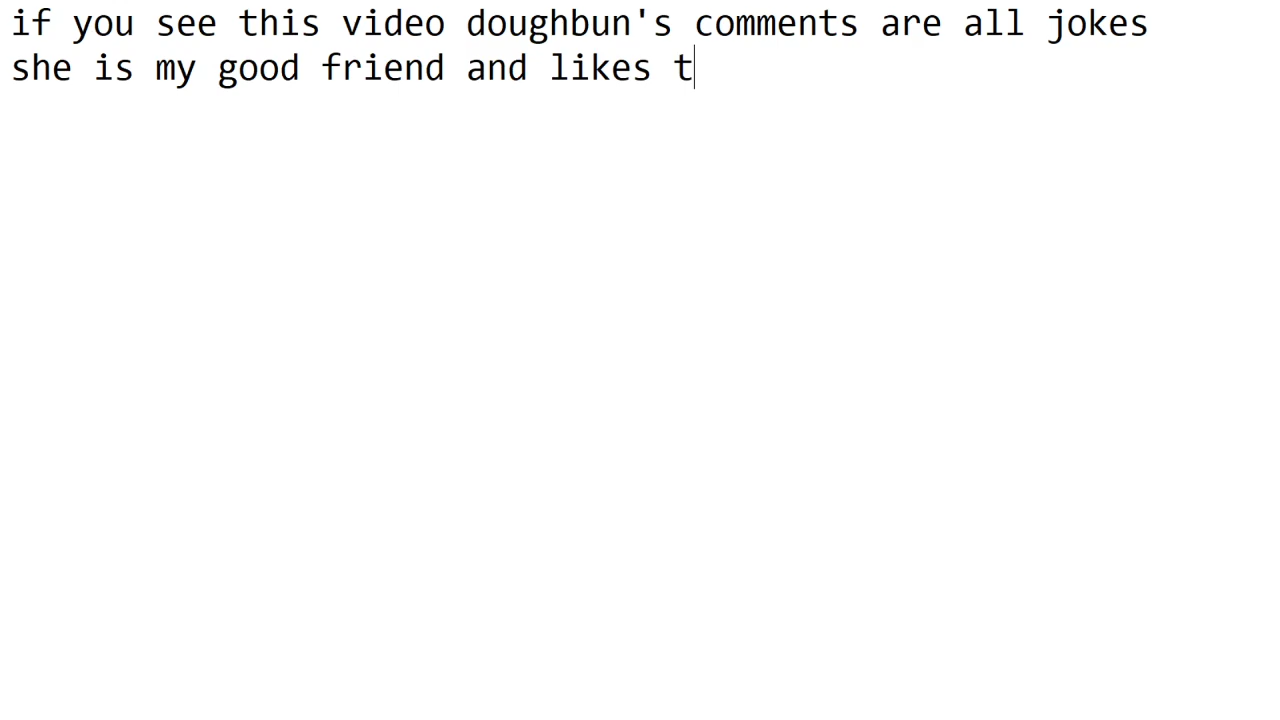 if you see this video doughbun's comments are all jokes
she is my good friend and likes t